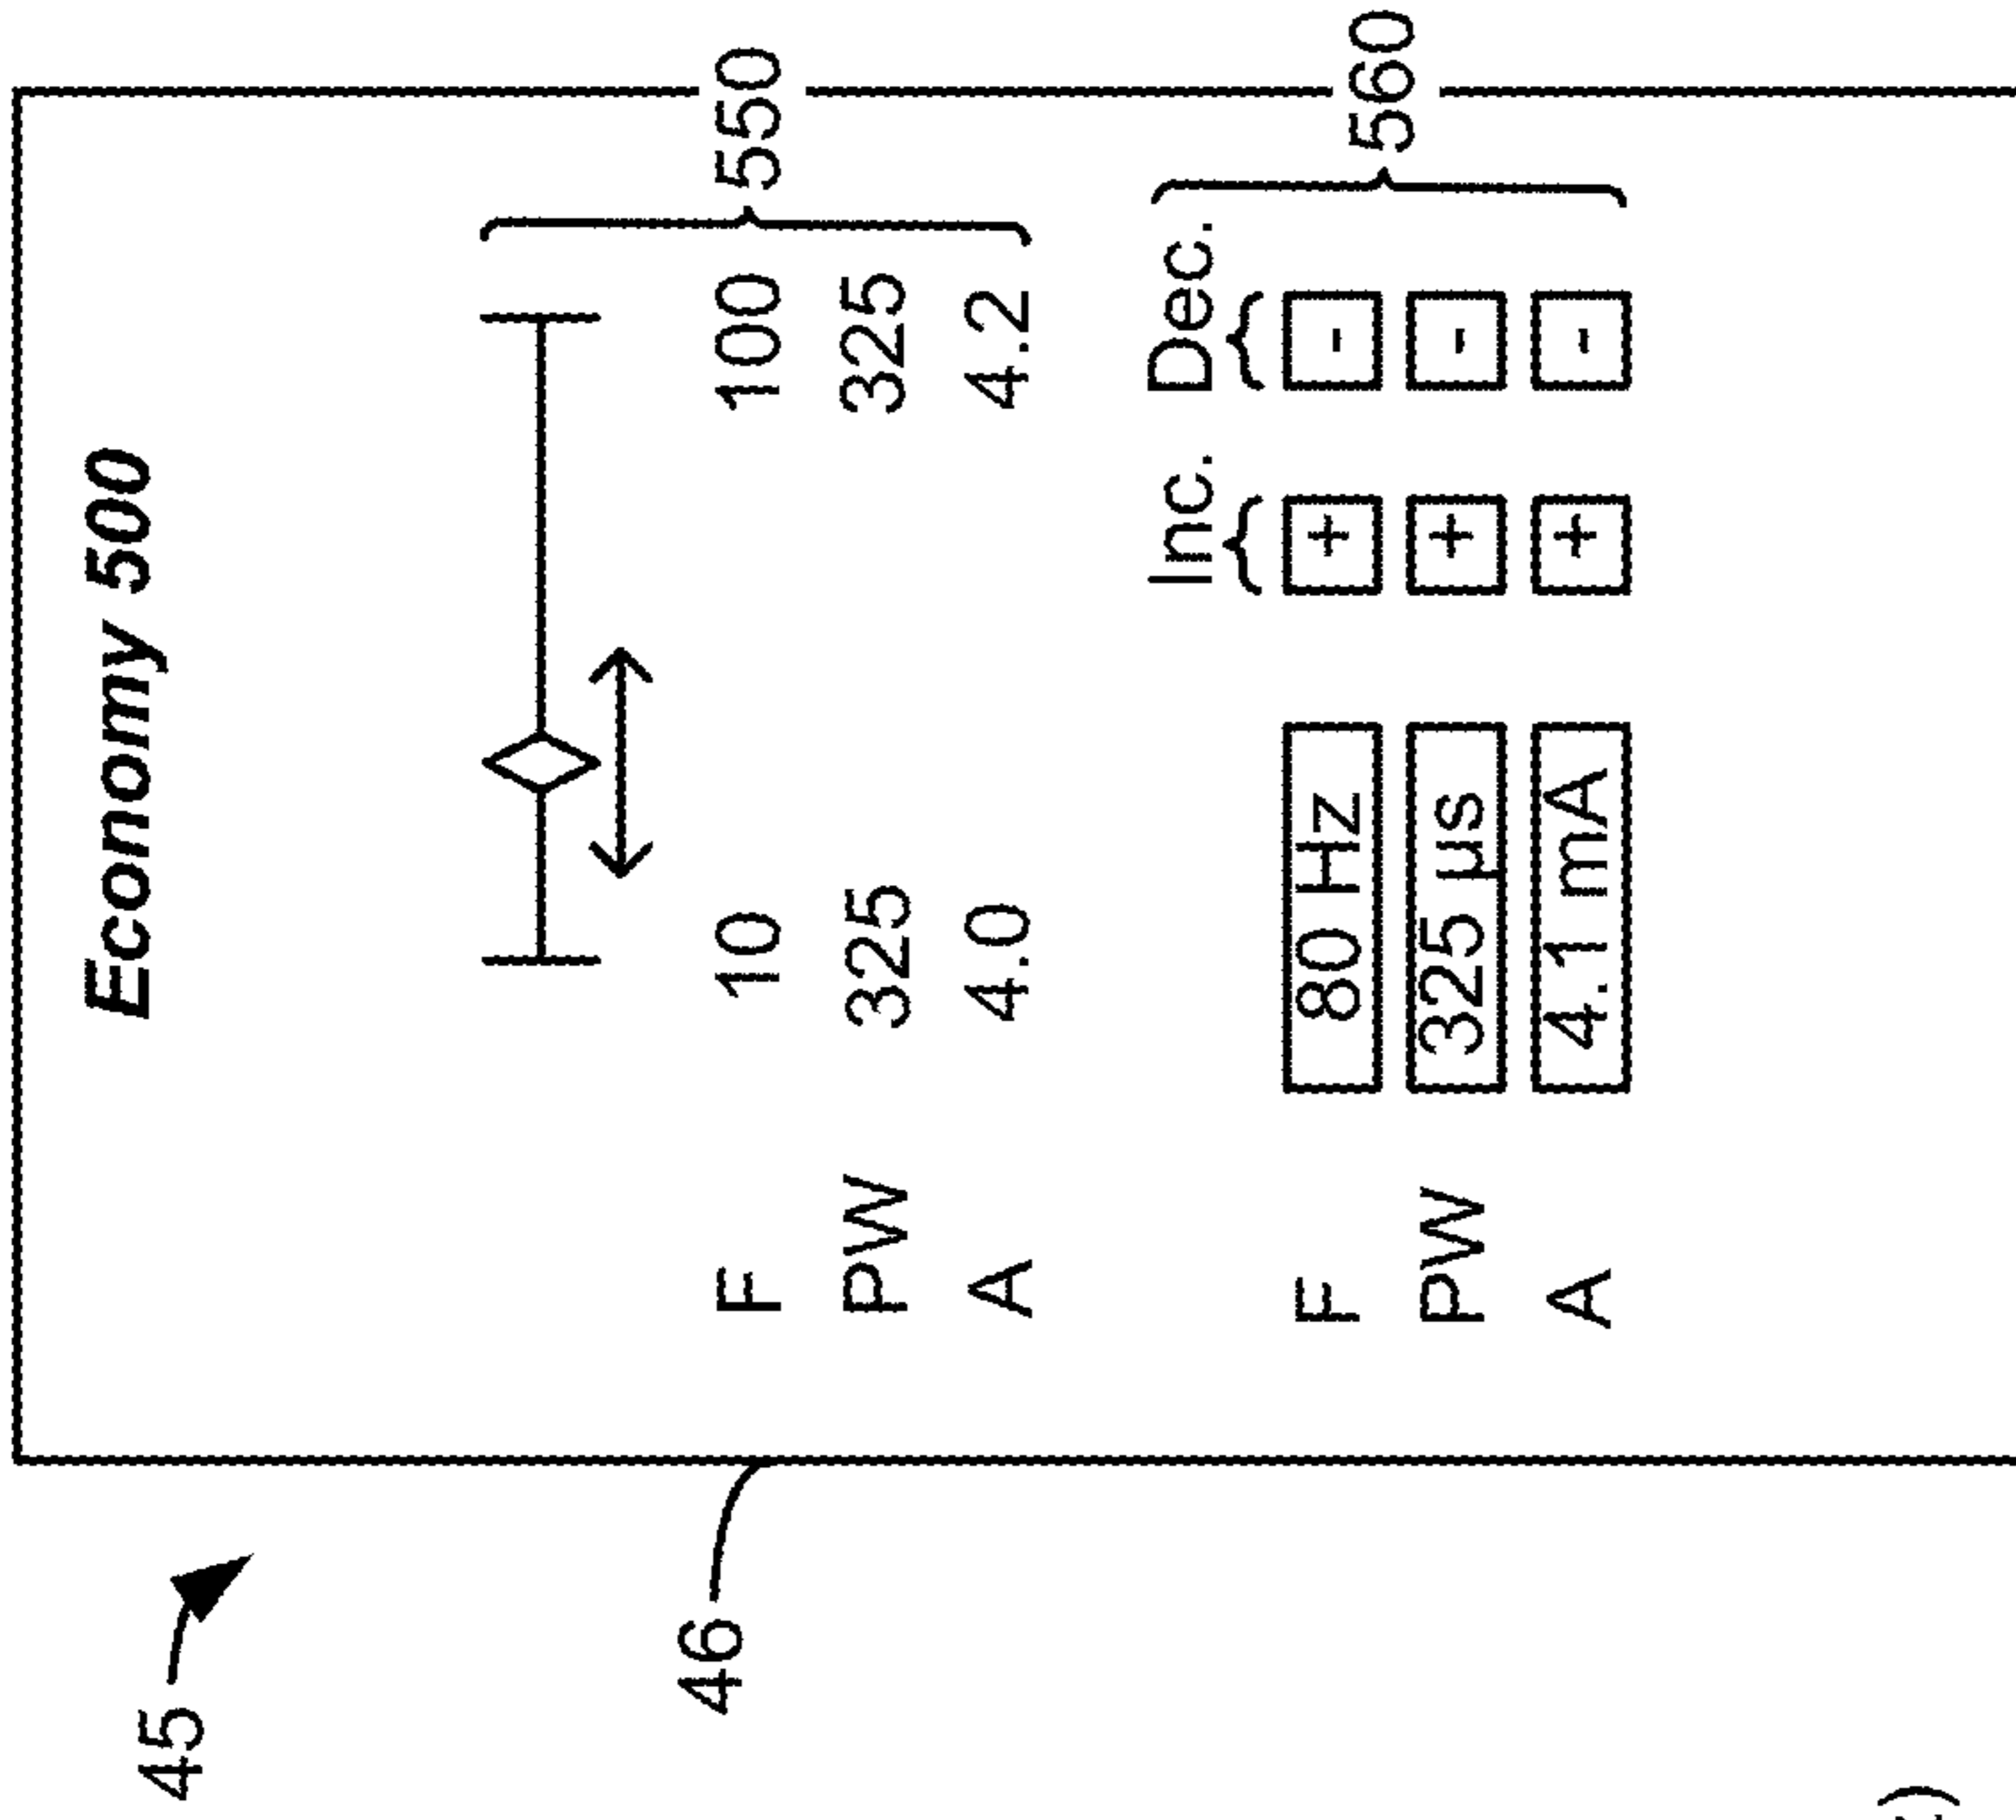 45
46
Economy 500
F 10 100
PW 325 325
A 4.0 4.2
550
Inc. Dec.
F 80 Hz + -
PW 325 µs + -
A 4.1 mA + -
560
)